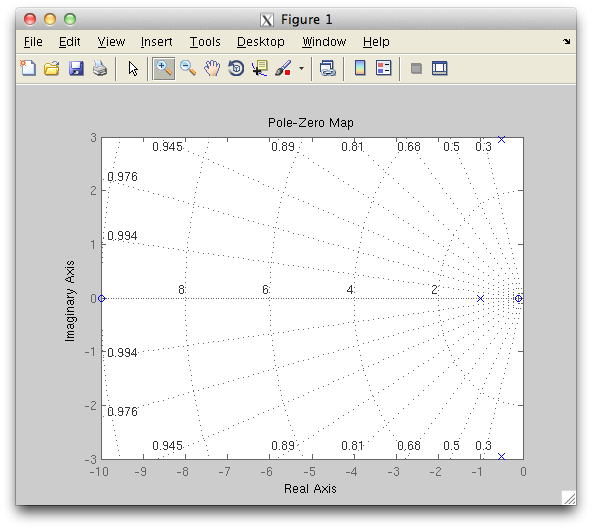 Figure 1
File Edit View Insert Tools Desktop Window Help
Pole-Zero Map
3
0.945 0.89 0.81 0.68 0.5 0.3
0.976
2
0.994
1
8 6 4 2
0
Imaginary Axis
-1
0.994
-2
0.976
0.945 0.89 0.81 0.68 0.5 0.3
-3
-10 -9 -8 -7 -6 -5 -4 -3 -2 -1 0
Real Axis